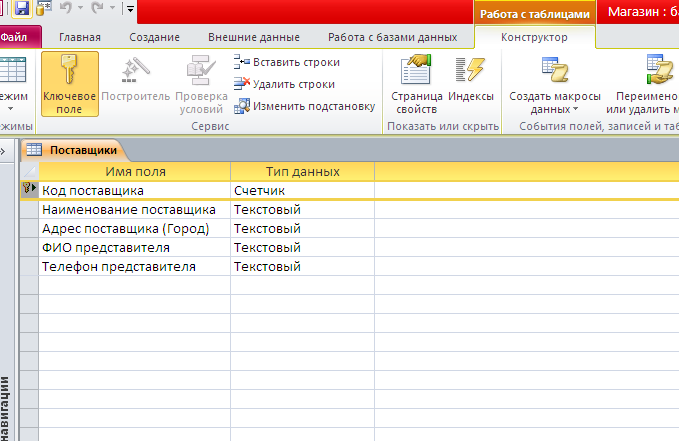 Работа с таблицами
Магазин : ба
Файл
Главная
Создание
Внешние данные
Работа с базами данных
Конструктор
Ключевое поле
Построитель
Проверка условий
Вставить строки
Удалить строки
Изменить подстановку
Страница свойств
Индексы
Создать макросы данных
Переимено
или удалить м
ежим
ежимы
Сервис
Показать или скрыть
События полей, записей и таб
Поставщики
Имя поля
Тип данных
Код поставщика
Счетчик
Наименование поставщика
Текстовый
Адрес поставщика (Город)
Текстовый
ФИО представителя
Текстовый
Телефон представителя
Текстовый
навигации